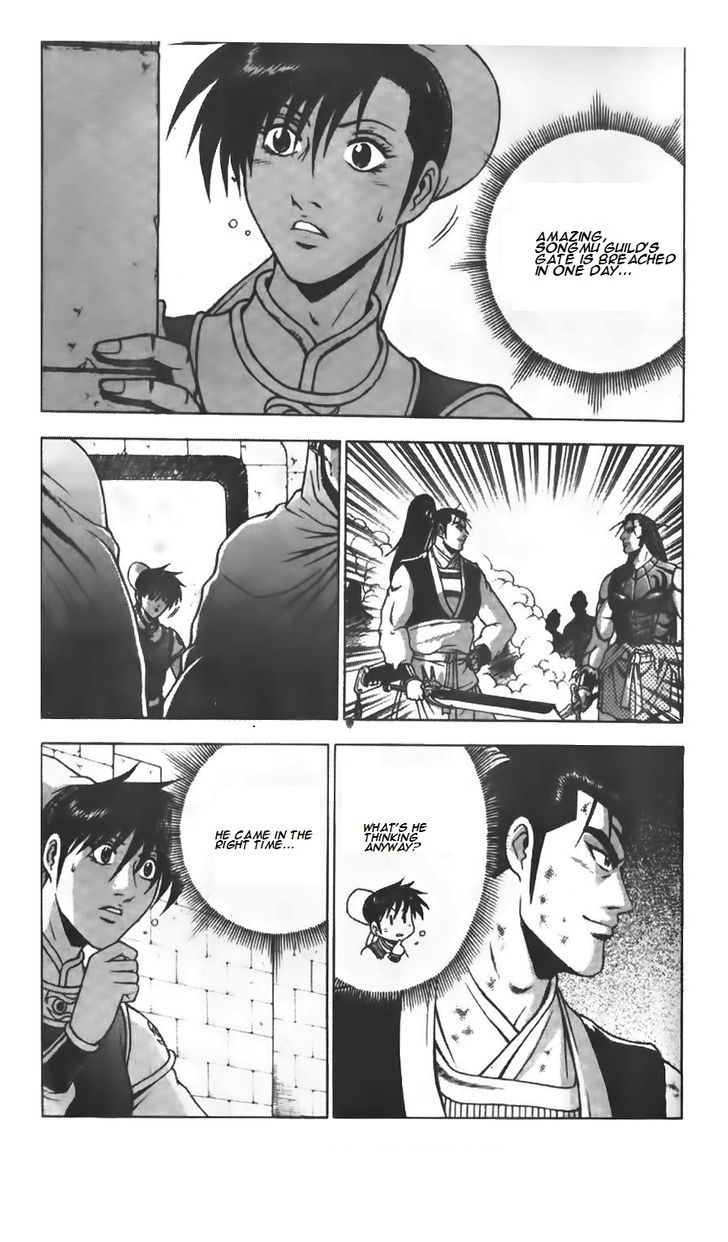 AMAZING,
SONGMU GUILD'S
GATE IS BREACHED
IN ONE DAY...
HE CAME IN THE
RIGHT TIME...
WHAT'S HE
THINKING
ANYWAY?